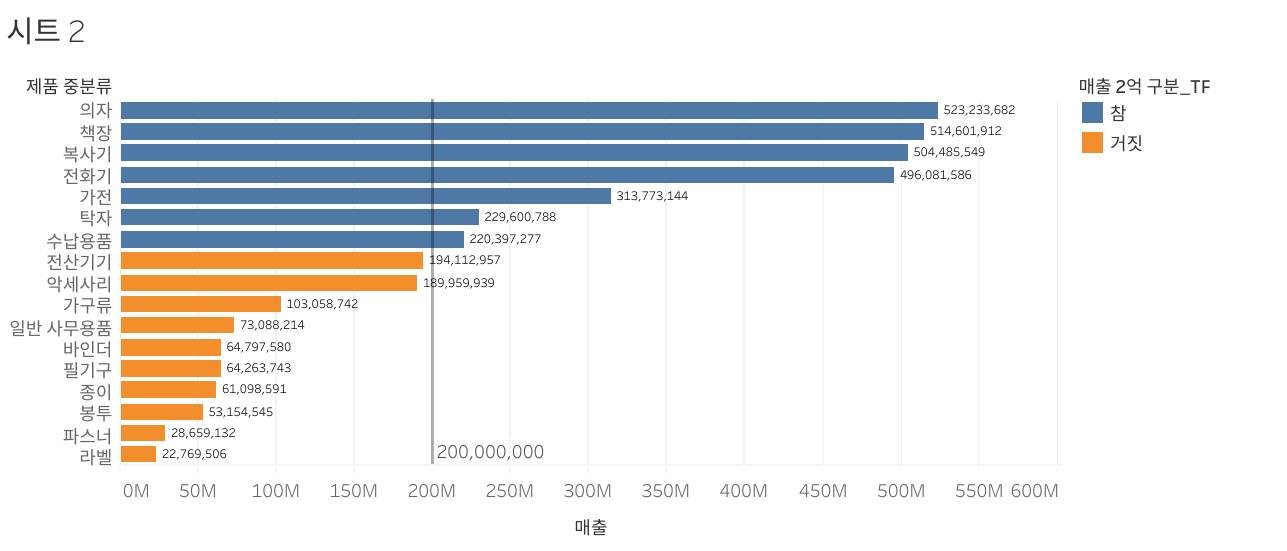 시트 2
제품 중분류
의자 523,233,682
책장 514,601,912
복사기 504,485,549
전화기 496,081,586
가전 313,773,144
탁자 229,600,788
수납용품 220,397,277
전산기기 194,112,957
악세사리 189,959,939
가구류 103,058,742
일반 사무용품 73,088,214
바인더 64,797,580
필기구 64,263,743
종이 61,098,591
봉투 53,154,545
파스너 28,659,132
라벨 22,769,506
200,000,000
0M 50M 100M 150M 200M 250M 300M 350M 400M 450M 500M 550M 600M
매출
매출 2억 구분_TF
참
거짓